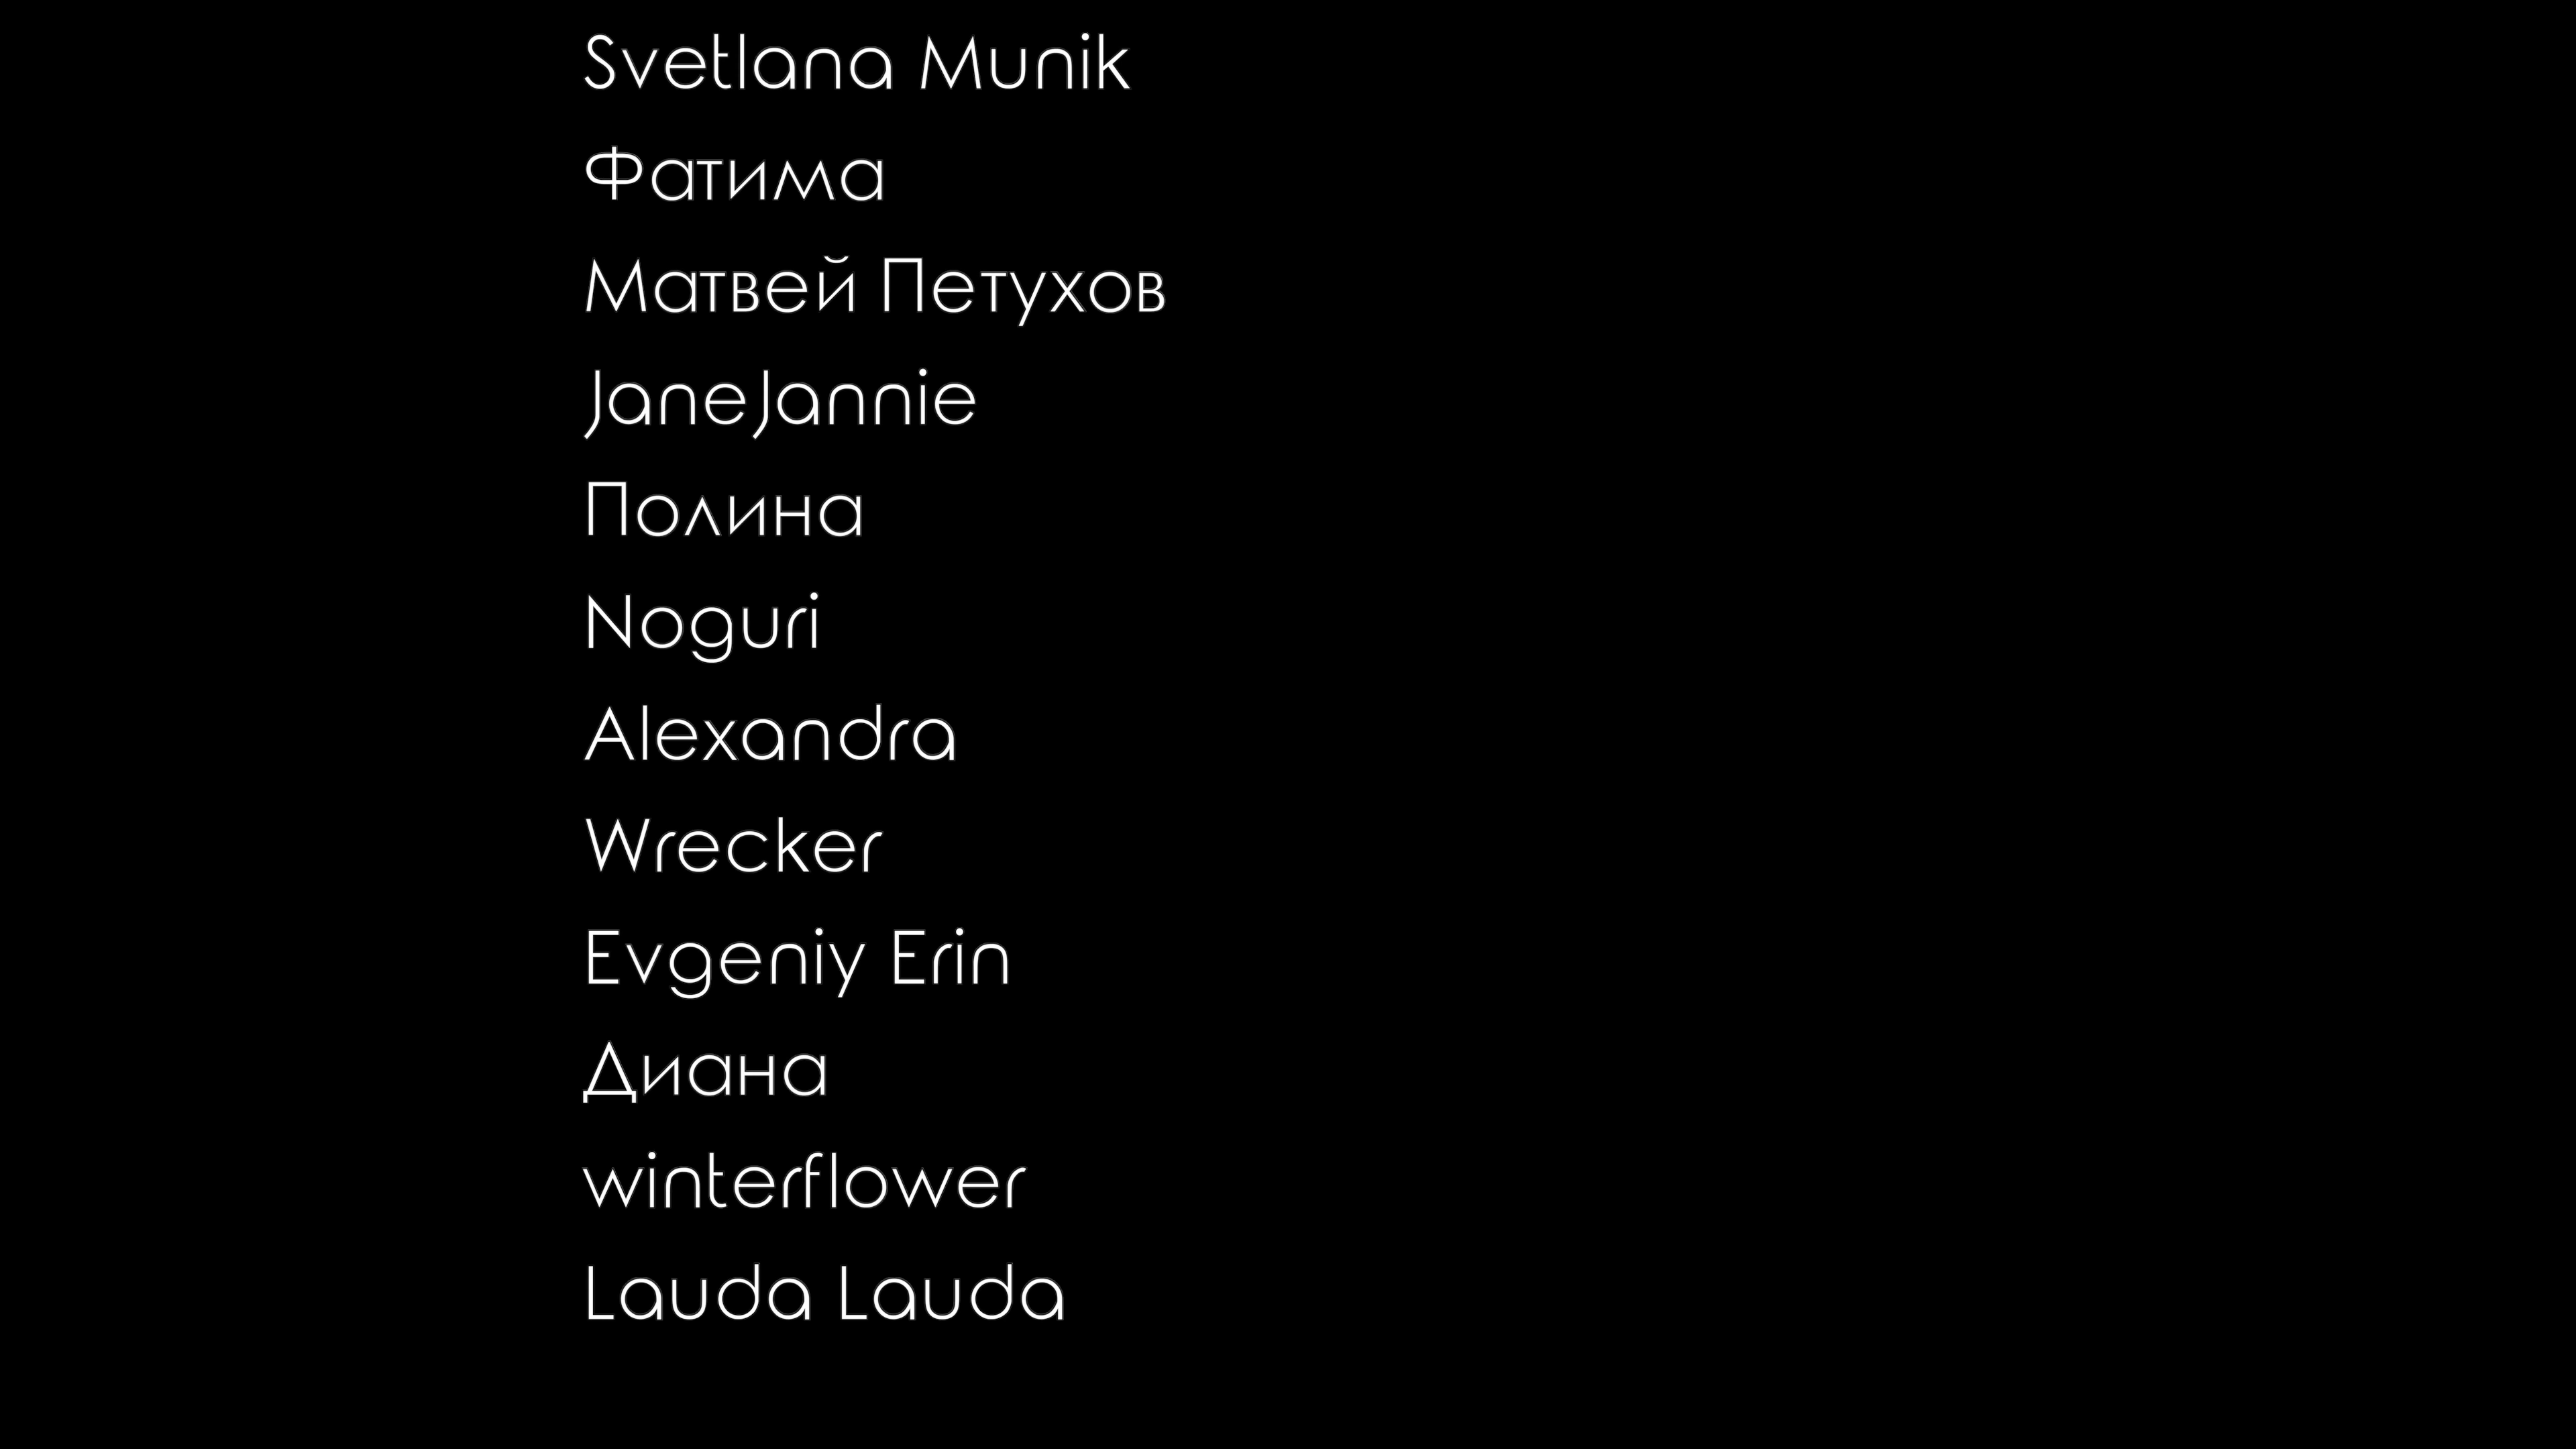 Svetlana Munik
Фатима
Матвей Петухов
JaneJannie
Полина
Noguri
Alexandra
Wrecker
Evgeniy Erin
Диана
winterflower
Lauda Lauda